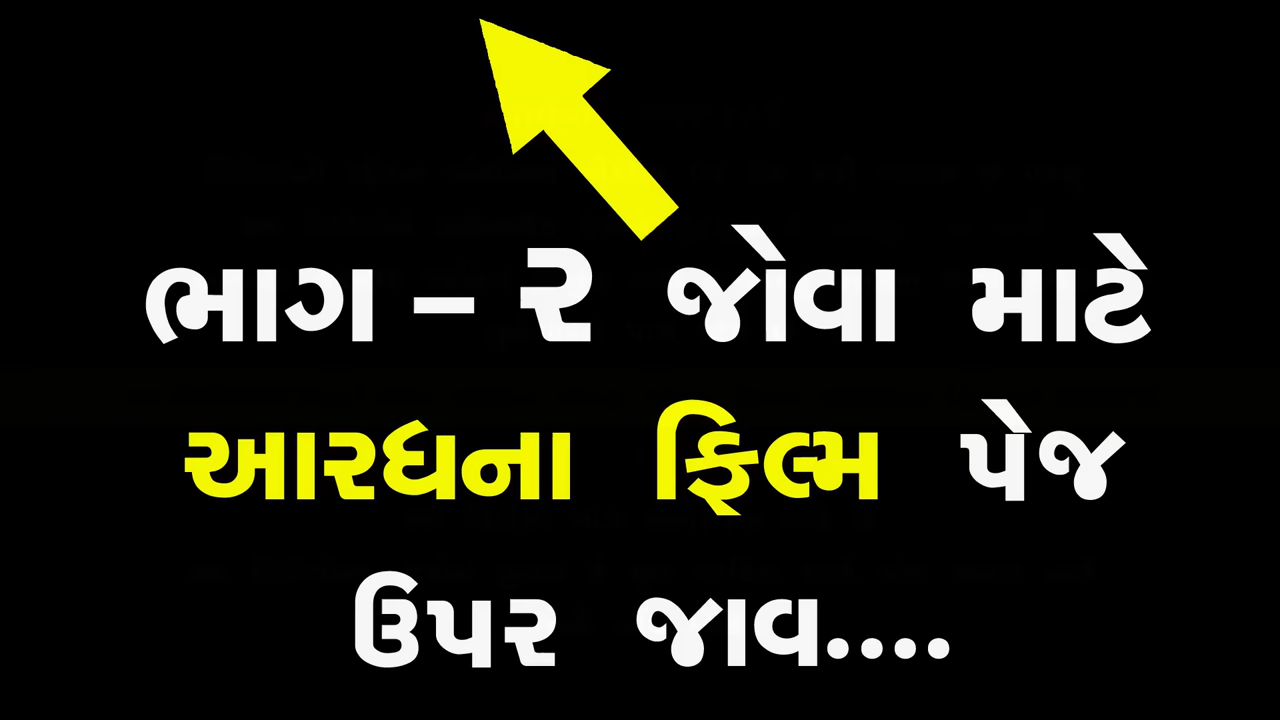 ભાગ – ૨ જોવા માટે
આરધના ફિલ્મ પેજ
ઉપર જાવ....